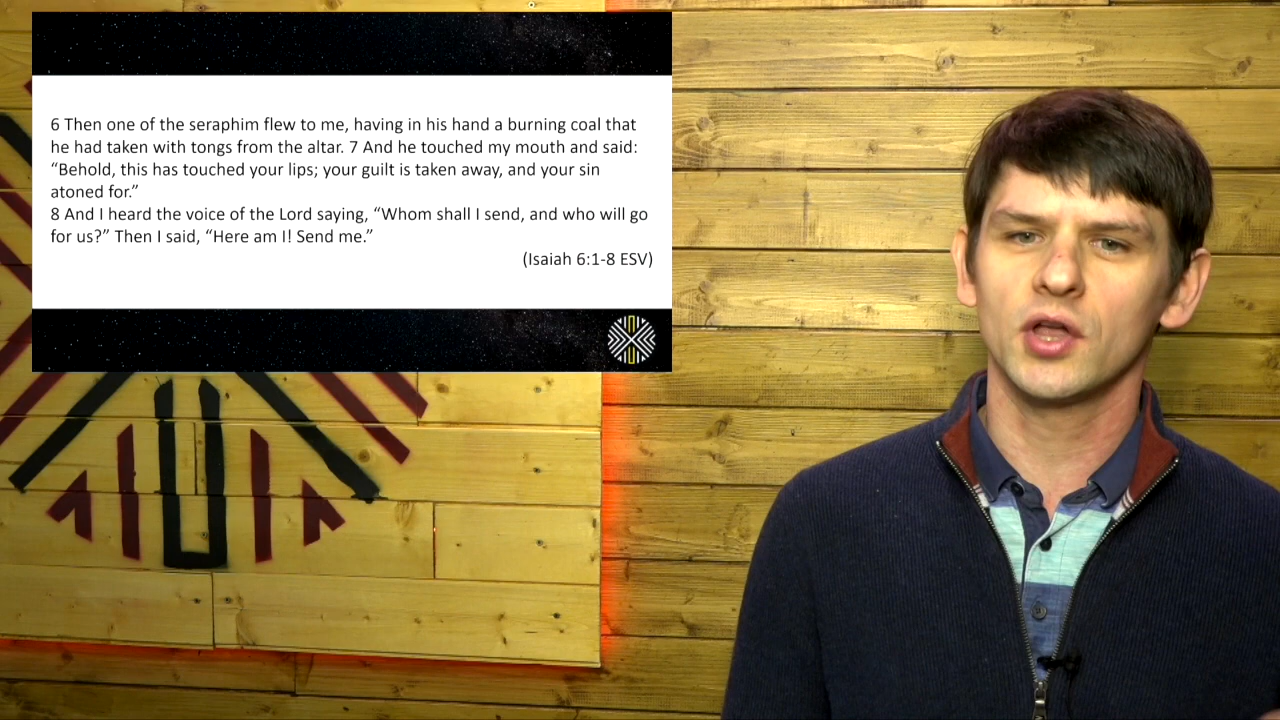 6 Then one of the seraphim flew to me, having in his hand a burning coal that
he had taken with tongs from the altar. 7 And he touched my mouth and said:
“Behold, this has touched your lips; your guilt is taken away, and your sin
atoned for.”
8 And I heard the voice of the Lord saying, “Whom shall I send, and who will go
for us?” Then I said, “Here am I! Send me.”
(Isaiah 6:1-8 ESV)